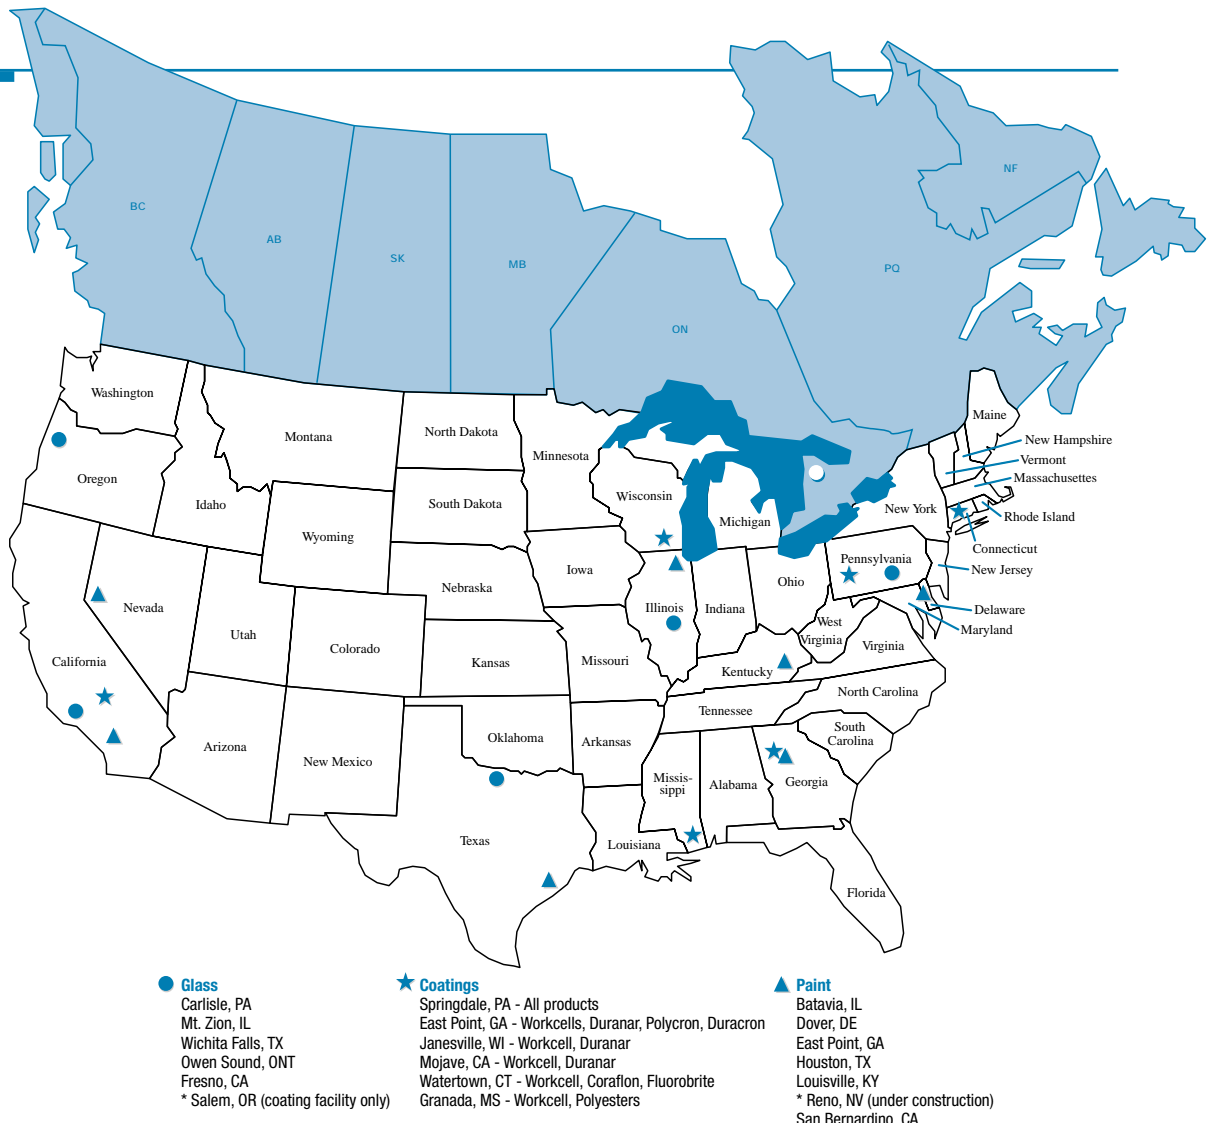 BC
AB
SK
MB
ON
PQ
NF
Washington
Oregon
Idaho
Montana
North Dakota
South Dakota
Minnesota
Wisconsin
Michigan
Wyoming
Nebraska
Iowa
Illinois
Indiana
Ohio
Pennsylvania
New York
Maine
New Hampshire
Vermont
Massachusettes
Rhode Island
Connecticut
New Jersey
Delaware
Maryland
West
Virginia
Virginia
Nevada
Utah
Colorado
Kansas
Missouri
Kentucky
California
Arizona
New Mexico
Oklahoma
Arkansas
Tennessee
North Carolina
South
Carolina
Georgia
Alabama
Missis-
sippi
Louisiana
Texas
Florida
Glass
Carlisle, PA
Mt. Zion, IL
Wichita Falls, TX
Owen Sound, ONT
Fresno, CA
* Salem, OR (coating facility only)
Coatings
Springdale, PA - All products
East Point, GA - Workcells, Duranar, Polycron, Duracron
Janesville, WI - Workcell, Duranar
Mojave, CA - Workcell, Duranar
Watertown, CT - Workcell, Coraflon, Fluorobrite
Granada, MS - Workcell, Polyesters
Paint
Batavia, IL
Dover, DE
East Point, GA
Houston, TX
Louisville, KY
* Reno, NV (under construction)
San Bernardino, CA